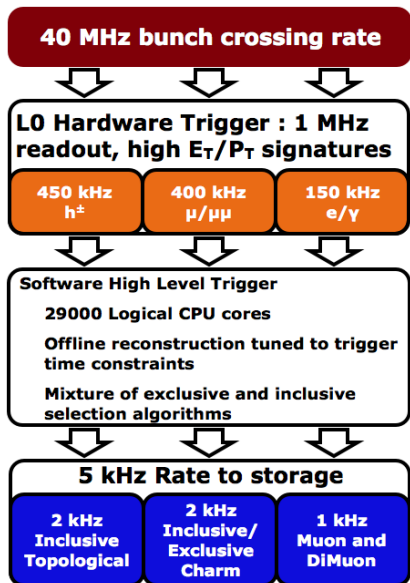 40 MHz bunch crossing rate
L0 Hardware Trigger : 1 MHz
readout, high E_T/P_T signatures
450 kHz
h±
400 kHz
μ/μμ
150 kHz
e/γ
Software High Level Trigger
29000 Logical CPU cores
Offline reconstruction tuned to trigger
time constraints
Mixture of exclusive and inclusive
selection algorithms
5 kHz Rate to storage
2 kHz
Inclusive
Topological
2 kHz
Inclusive/
Exclusive
Charm
1 kHz
Muon and
DiMuon